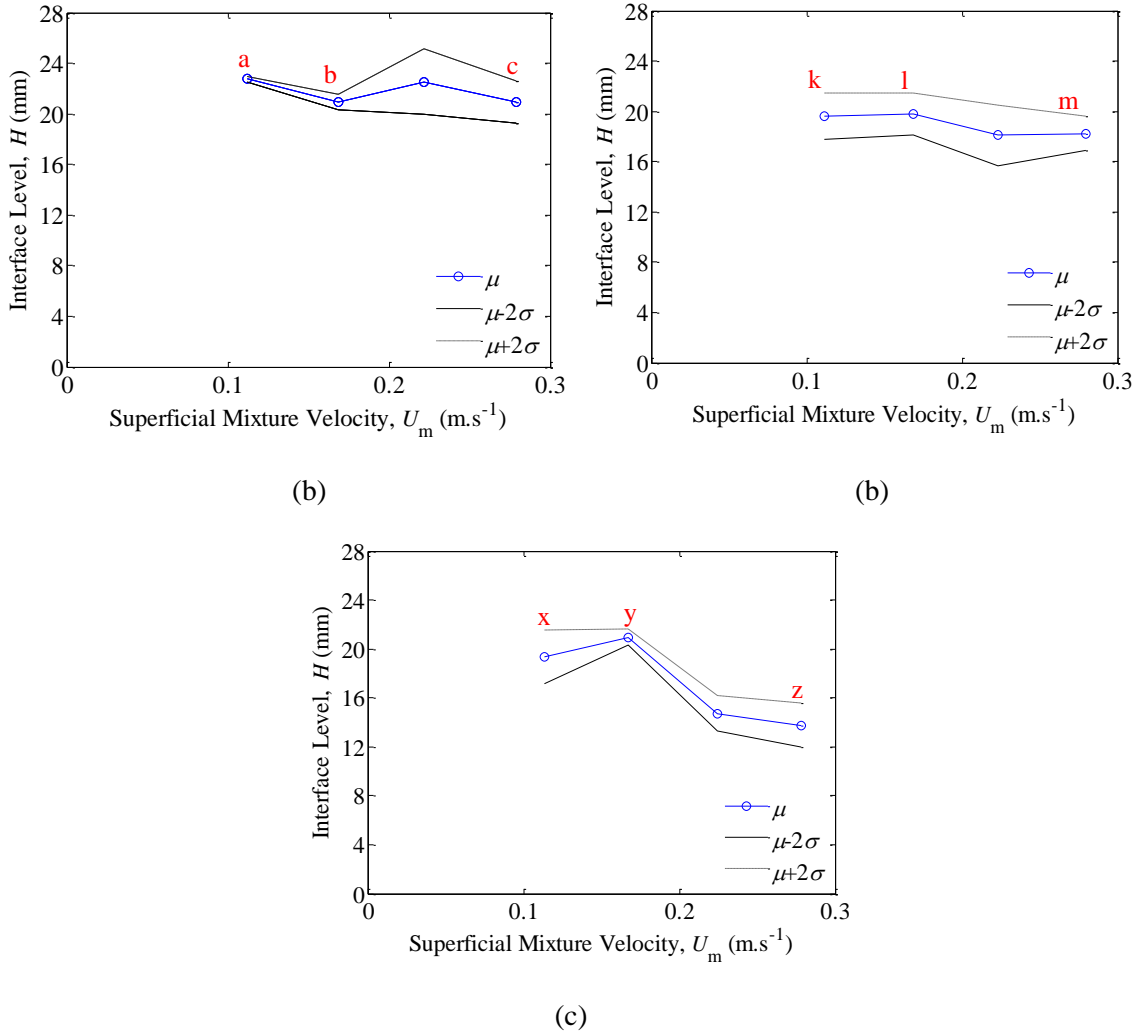 28
24
20
16
12
8
4
0
Interface Level, H (mm)
a
b
c
μ
μ-2σ
μ+2σ
0
0.1
0.2
0.3
Superficial Mixture Velocity, U_m (m.s^-1)
(b)
28
24
20
16
12
8
4
0
Interface Level, H (mm)
k
l
m
μ
μ-2σ
μ+2σ
0
0.1
0.2
0.3
Superficial Mixture Velocity, U_m (m.s^-1)
(b)
28
24
20
16
12
8
4
0
Interface Level, H (mm)
x
y
z
μ
μ-2σ
μ+2σ
0
0.1
0.2
0.3
Superficial Mixture Velocity, U_m (m.s^-1)
(c)